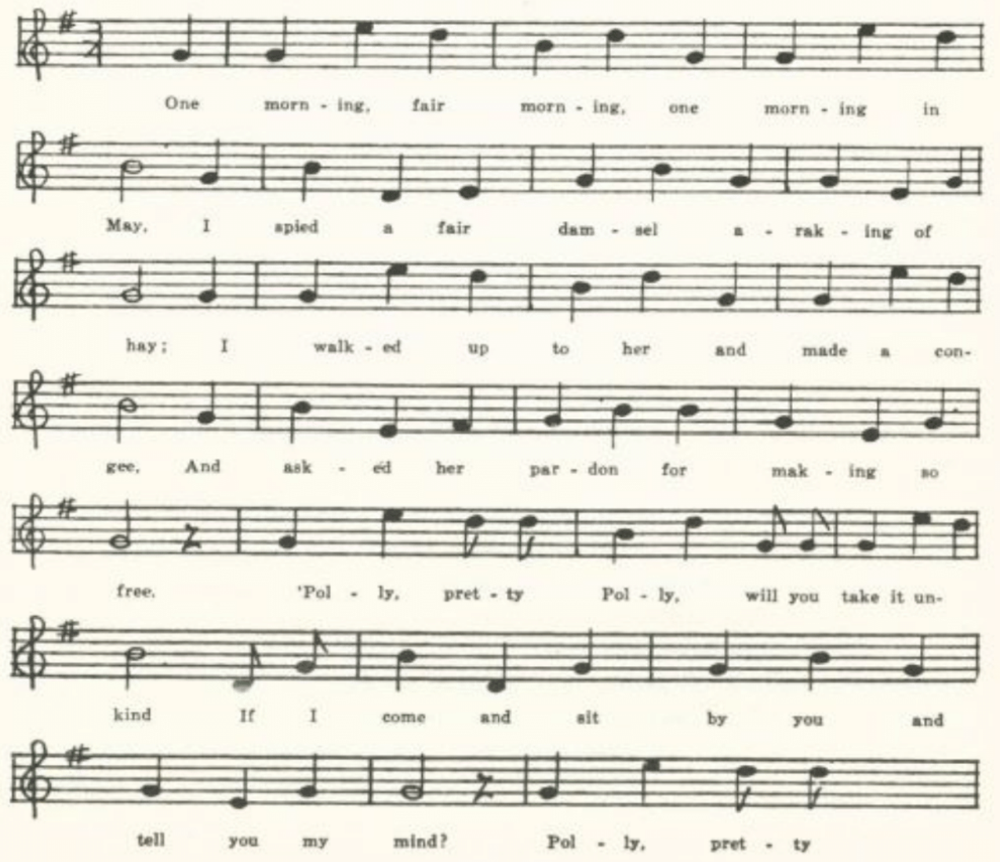 One morn - ing, fair morn - ing, one morn - ing in
May, I spied a fair dam - sel a - rak - ing of
hay; I walk - ed up to her and made a con-
gee, And ask - ed her par - don for mak - ing so
free. 'Pol - ly, pret - ty Pol - ly, will you take it un-
kind If I come and sit by you and
tell you my mind? Pol - ly, pret - ty